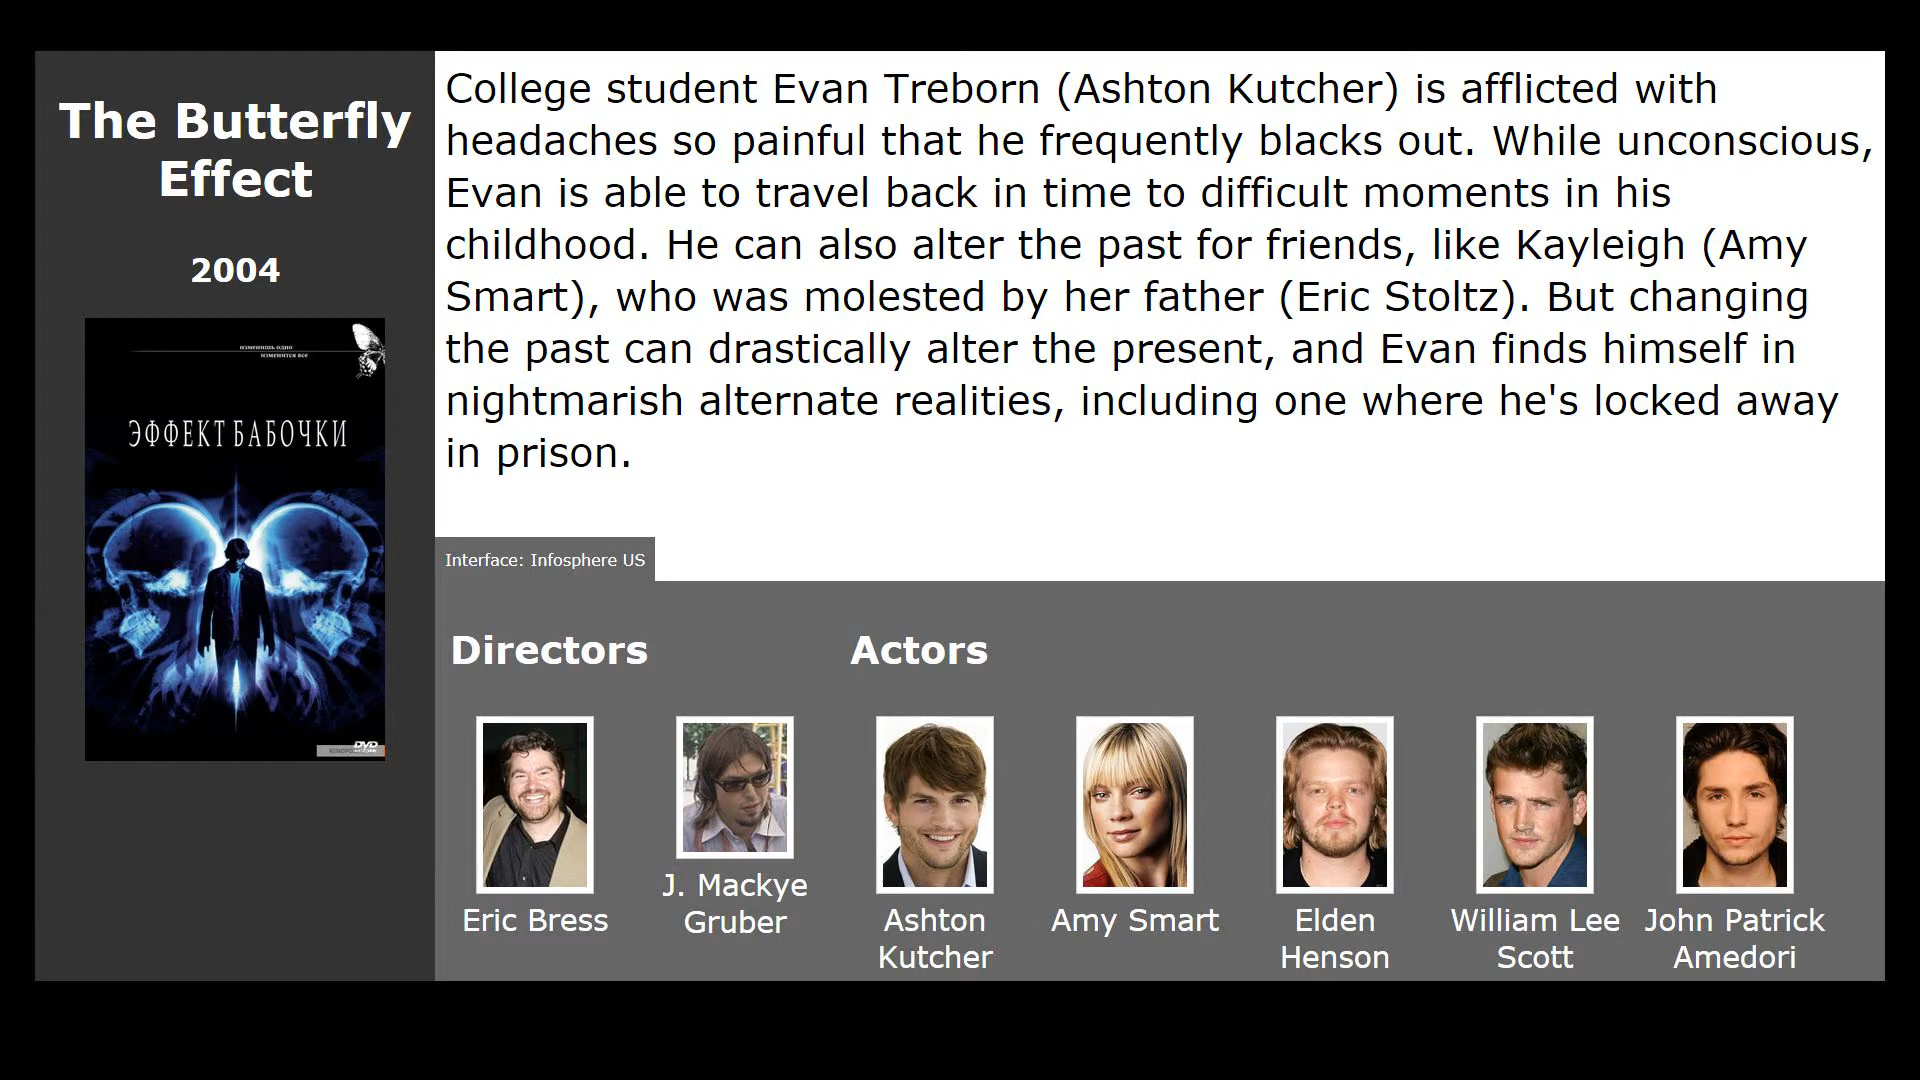 The Butterfly
Effect
2004
изменишь одно
изменится все
ЭФФЕКТ БАБОЧКИ
DVD
College student Evan Treborn (Ashton Kutcher) is afflicted with
headaches so painful that he frequently blacks out. While unconscious,
Evan is able to travel back in time to difficult moments in his
childhood. He can also alter the past for friends, like Kayleigh (Amy
Smart), who was molested by her father (Eric Stoltz). But changing
the past can drastically alter the present, and Evan finds himself in
nightmarish alternate realities, including one where he's locked away
in prison.
Interface: Infosphere US
Directors
Actors
Eric Bress
J. Mackye
Gruber
Ashton
Kutcher
Amy Smart
Elden
Henson
William Lee
Scott
John Patrick
Amedori